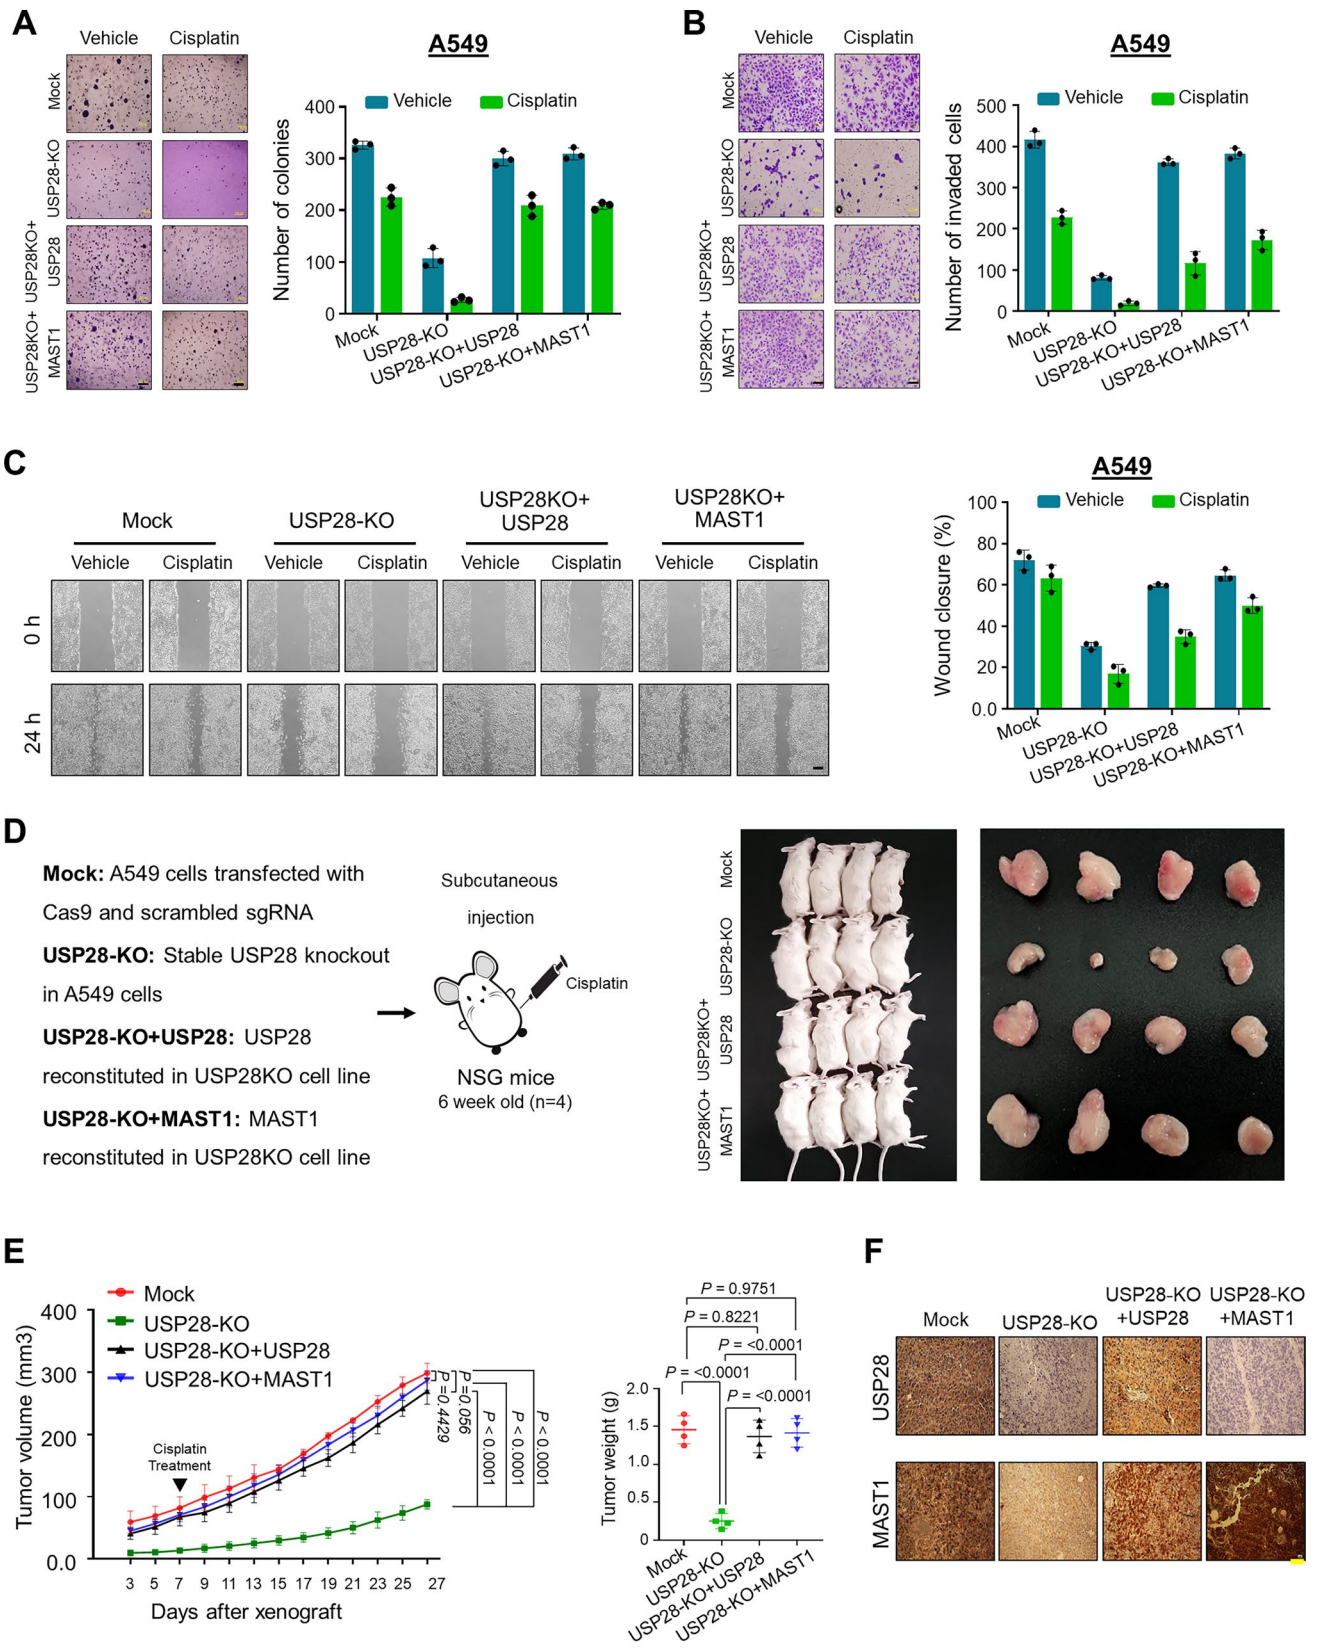 A
Vehicle
Cisplatin
Mock
USP28-KO
USP28KO+
USP28
USP28KO+
MAST1
A549
Vehicle
Cisplatin
Number of colonies
400
300
200
100
0
Mock
USP28-KO
USP28-KO+USP28
USP28-KO+MAST1
B
Vehicle
Cisplatin
Mock
USP28-KO
USP28KO+
USP28
USP28KO+
MAST1
A549
Vehicle
Cisplatin
Number of invaded cells
500
400
300
200
100
0
Mock
USP28-KO
USP28-KO+USP28
USP28-KO+MAST1
C
Mock
USP28-KO
USP28KO+
USP28
USP28KO+
MAST1
Vehicle
Cisplatin
Vehicle
Cisplatin
Vehicle
Cisplatin
Vehicle
Cisplatin
0 h
24 h
A549
Vehicle
Cisplatin
Wound closure (%)
100
80
60
40
20
0.0
Mock
USP28-KO
USP28-KO+USP28
USP28-KO+MAST1
D
Mock: A549 cells transfected with
Cas9 and scrambled sgRNA
USP28-KO: Stable USP28 knockout
in A549 cells
USP28-KO+USP28: USP28
reconstituted in USP28KO cell line
USP28-KO+MAST1: MAST1
reconstituted in USP28KO cell line
Subcutaneous
injection
Cisplatin
NSG mice
6 week old (n=4)
Mock
USP28-KO
USP28KO+
USP28
USP28KO+
MAST1
E
Mock
USP28-KO
USP28-KO+USP28
USP28-KO+MAST1
Tumor volume (mm3)
400
300
200
100
0.0
Cisplatin
Treatment
3 5 7 9 11 13 15 17 19 21 23 25 27
Days after xenograft
P=0.4429
P=0.056
P<0.0001
P<0.0001
P<0.0001
P = 0.9751
P = 0.8221
P = <0.0001
P = <0.0001
P = <0.0001
Tumor weight (g)
2.0
1.5
1.0
0.5
0
Mock
USP28-KO
USP28-KO+USP28
USP28-KO+MAST1
F
Mock
USP28-KO
USP28-KO
+USP28
USP28-KO
+MAST1
USP28
MAST1